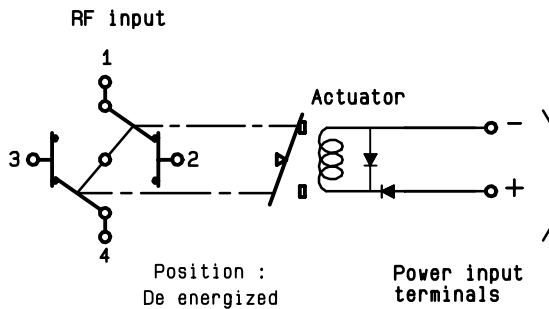 RF input
1
Actuator
-
3
2
+
4
Position :
De energized
Power input
terminals